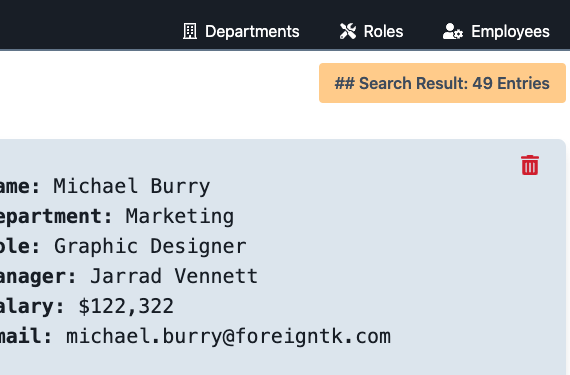 Departments Roles Employees
## Search Result: 49 Entries
ame: Michael Burry
epartment: Marketing
ole: Graphic Designer
anager: Jarrad Vennett
alary: $122,322
mail: michael.burry@foreigntk.com